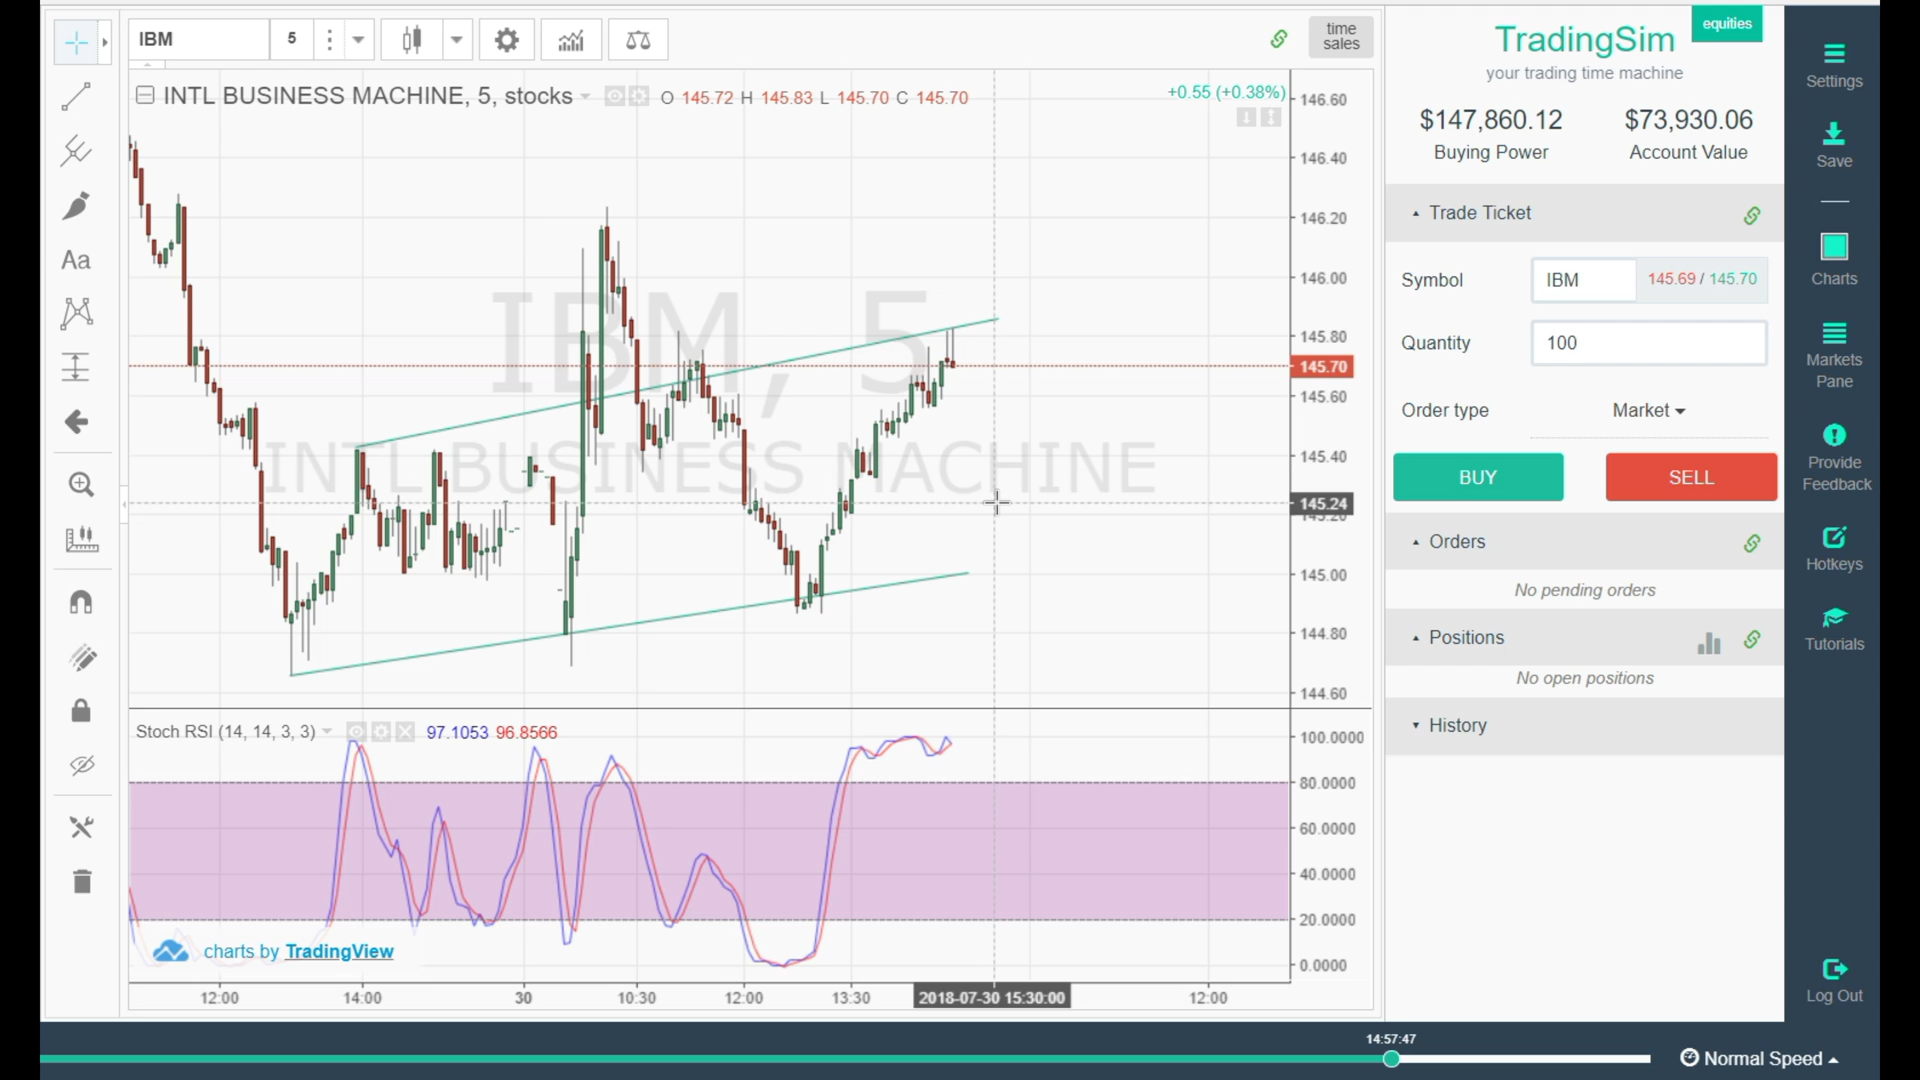 IBM
5
time
sales
INTL BUSINESS MACHINE, 5, stocks
O 145.72 H 145.83 L 145.70 C 145.70
+0.55 (+0.38%)
146.60
146.40
146.20
146.00
145.80
145.70
145.60
145.40
145.24
145.20
145.00
144.80
144.60
IBM, 5
INTL BUSINESS MACHINE
Aa
Stoch RSI (14, 14, 3, 3) 97.1053 96.8566
100.0000
80.0000
60.0000
40.0000
20.0000
0.0000
charts by TradingView
12:00 14:00 30 10:30 12:00 13:30 2018-07-30 15:30:00 12:00
equities
TradingSim
your trading time machine
$147,860.12 $73,930.06
Buying Power Account Value
Trade Ticket
Symbol IBM 145.69 / 145.70
Quantity 100
Order type Market
BUY SELL
Orders
No pending orders
Positions
No open positions
History
Settings
Save
Charts
Markets
Pane
Provide
Feedback
Hotkeys
Tutorials
Log Out
14:57:47
Normal Speed